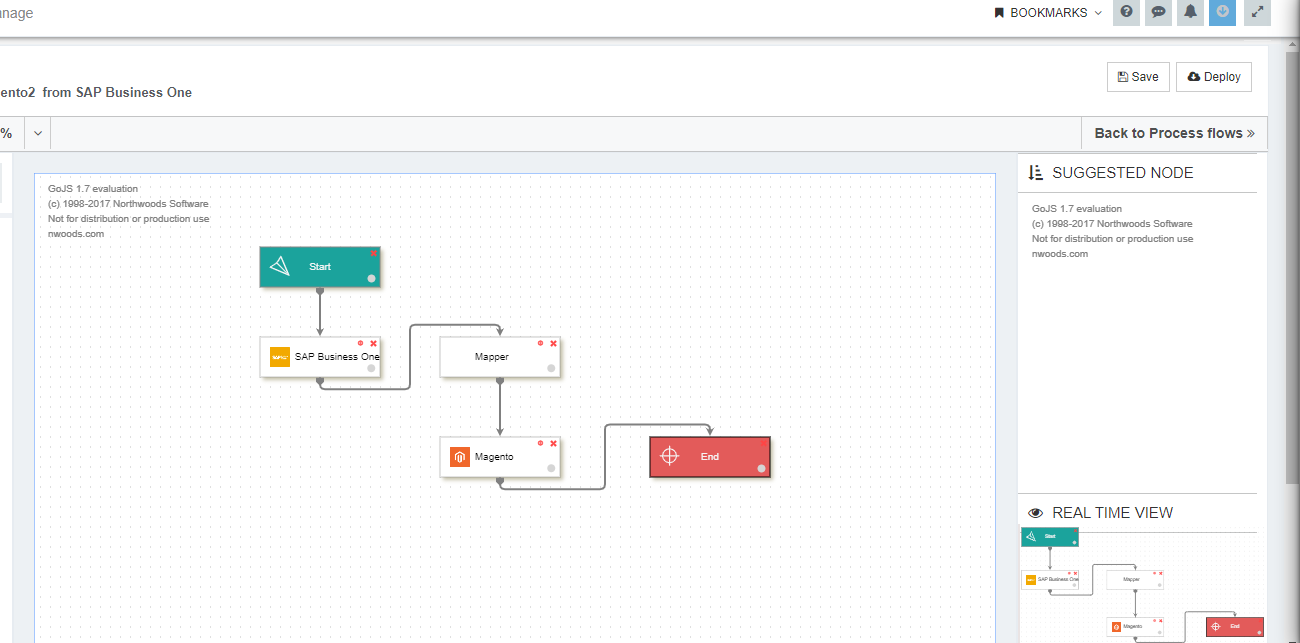 nage
BOOKMARKS
Save
Deploy
ento2 from SAP Business One
%
Back to Process flows »
GoJS 1.7 evaluation
(c) 1998-2017 Northwoods Software
Not for distribution or production use
nwoods.com
Start
SAP Business One
Mapper
Magento
End
SUGGESTED NODE
GoJS 1.7 evaluation
(c) 1998-2017 Northwoods Software
Not for distribution or production use
nwoods.com
REAL TIME VIEW
Start
SAP Business One
Mapper
Magento
End